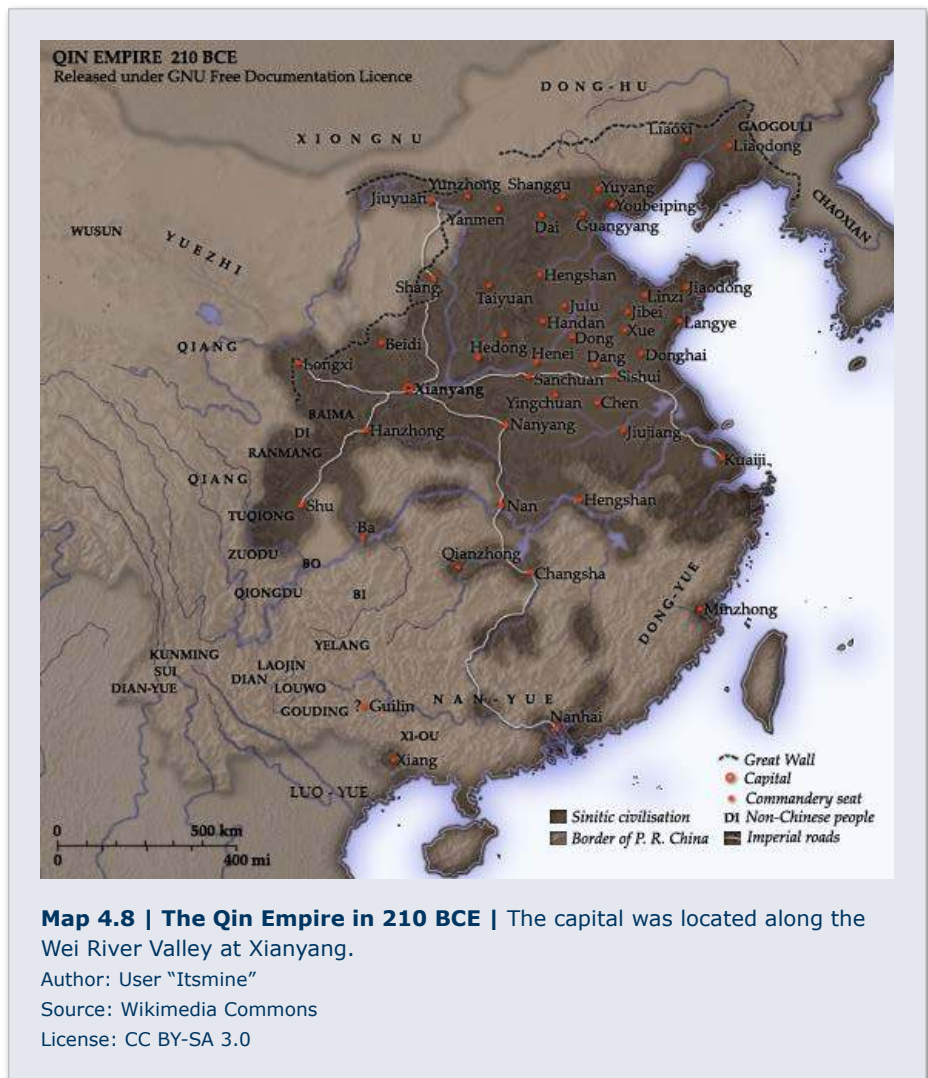 QIN EMPIRE 210 BCE
Released under GNU Free Documentation Licence
DONG-HU
XIONGNU
Liaoxi
GAOGOULI
Liaodong
Yunzhong
Shanggu
Yuyang
Jiuyuan
Youbeiping
Yanmen
Dai
Guangyang
CHAOXIAN
WUSUN
YUEZHI
Shang
Hengshan
Taiyuan
Jiaodong
Linzi
Julu
Jibei
Handan
Xue
Langye
QIANG
Beidi
Dong
Hedong
Henei
Dang
Donghai
Longxi
Xianyang
Sanchuan
Sishui
Yingchuan
Chen
BAIMA
DI
Hanzhong
Nanyang
Jiujiang
RANMANG
Kuaiji
QIANG
TUQIONG
Shu
Nan
Hengshan
Ba
ZUODU
BO
Qianzhong
Changsha
QIONGDU
BI
DONG-YUE
Minzhong
YELANG
KUNMING
SUI
LAOJIN
DIAN
DIAN-YUE
LOUWO
GOUDING
? Guilin
NAN-YUE
Nanhai
XI-OU
Xiang
LUO-YUE
Great Wall
Capital
Commandery seat
Sinitic civilisation
DI Non-Chinese people
Border of P. R. China
Imperial roads
0 500 km
0 400 mi
Map 4.8 | The Qin Empire in 210 BCE | The capital was located along the
Wei River Valley at Xianyang.
Author: User “Itsmine”
Source: Wikimedia Commons
License: CC BY-SA 3.0